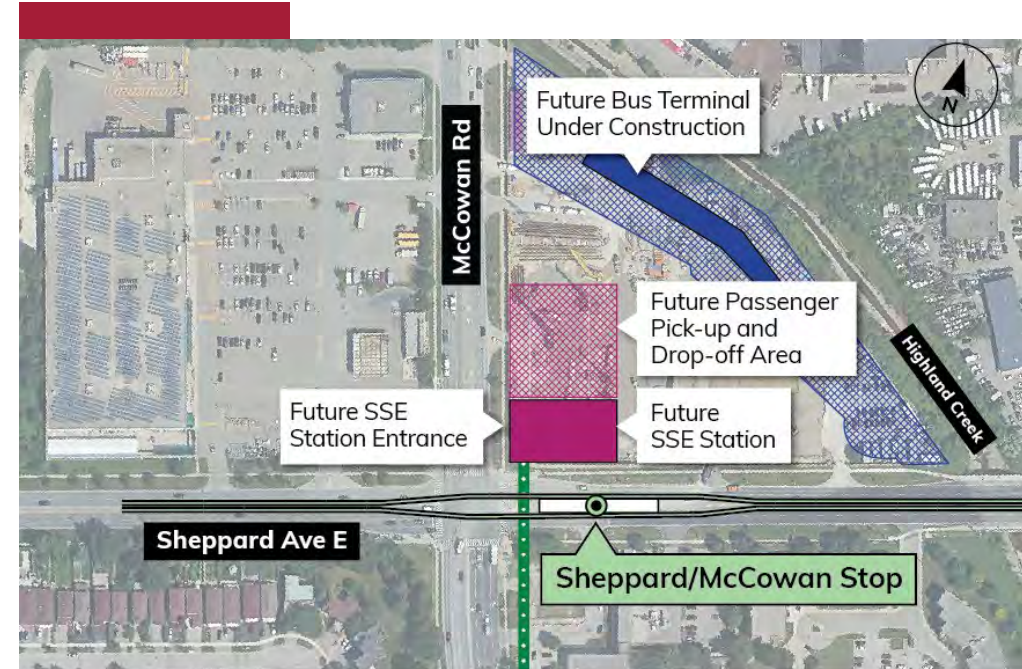 Future Bus Terminal
Under Construction
N
McCowan Rd
Future Passenger
Pick-up and
Drop-off Area
Highland Creek
Future SSE
Station Entrance
Future
SSE Station
Sheppard Ave E
Sheppard/McCowan Stop